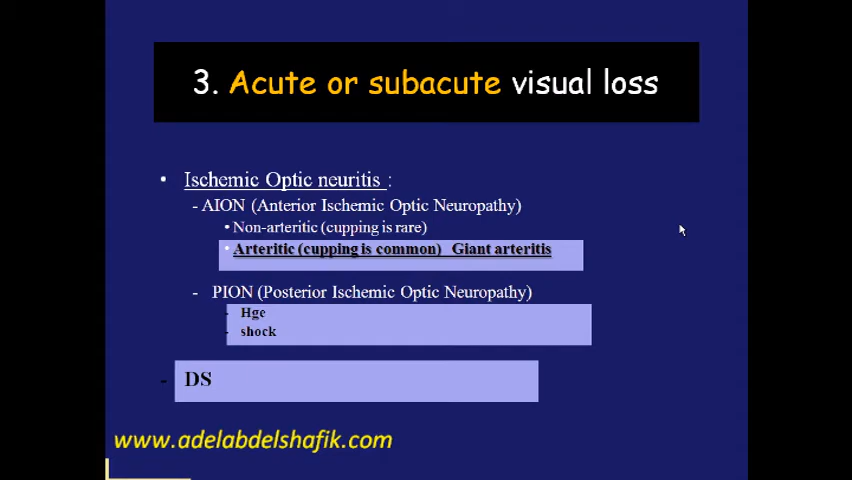 3. Acute or subacute visual loss
• Ischemic Optic neuritis :
- AION (Anterior Ischemic Optic Neuropathy)
• Non-arteritic (cupping is rare)
• Arteritic (cupping is common)   Giant arteritis
- PION (Posterior Ischemic Optic Neuropathy)
- Hge
- shock
- DS
www.adelabdelshafik.com